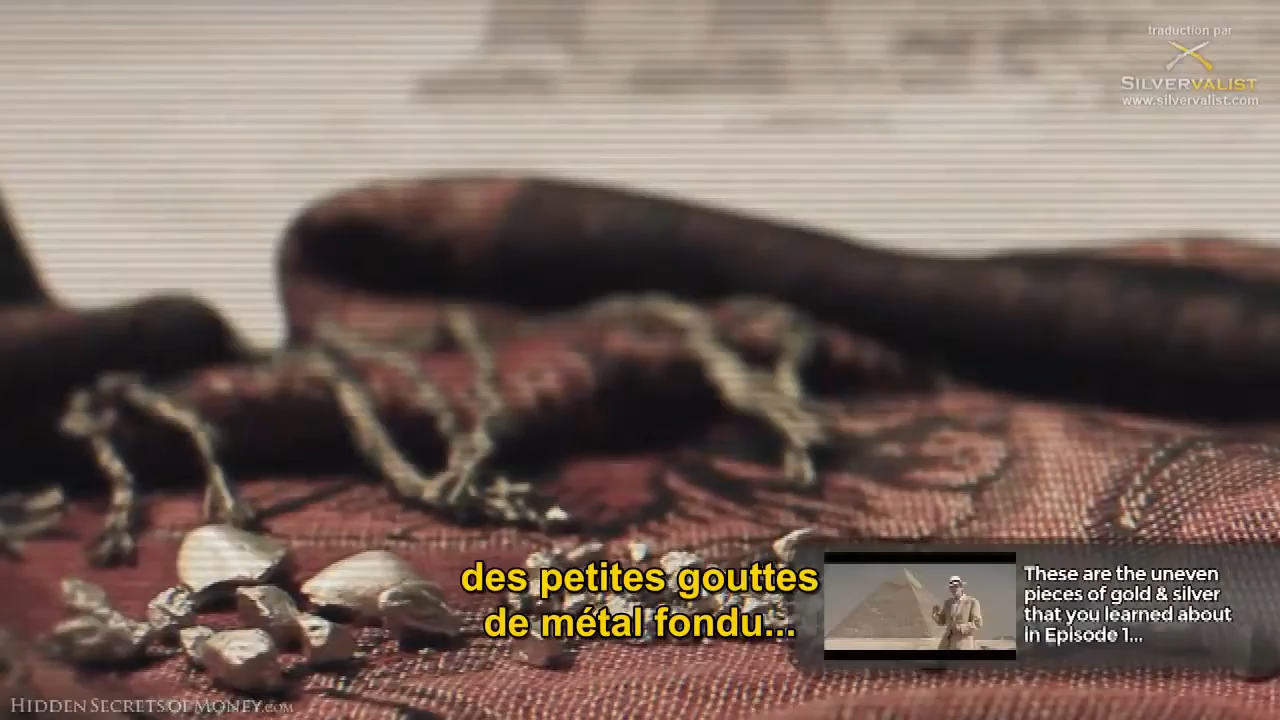 traduction par
SILVERVALIST
www.silvervalist.com
des petites gouttes
de métal fondu...
These are the uneven
pieces of gold & silver
that you learned about
in Episode 1...
HIDDEN SECRETS OF MONEY.COM